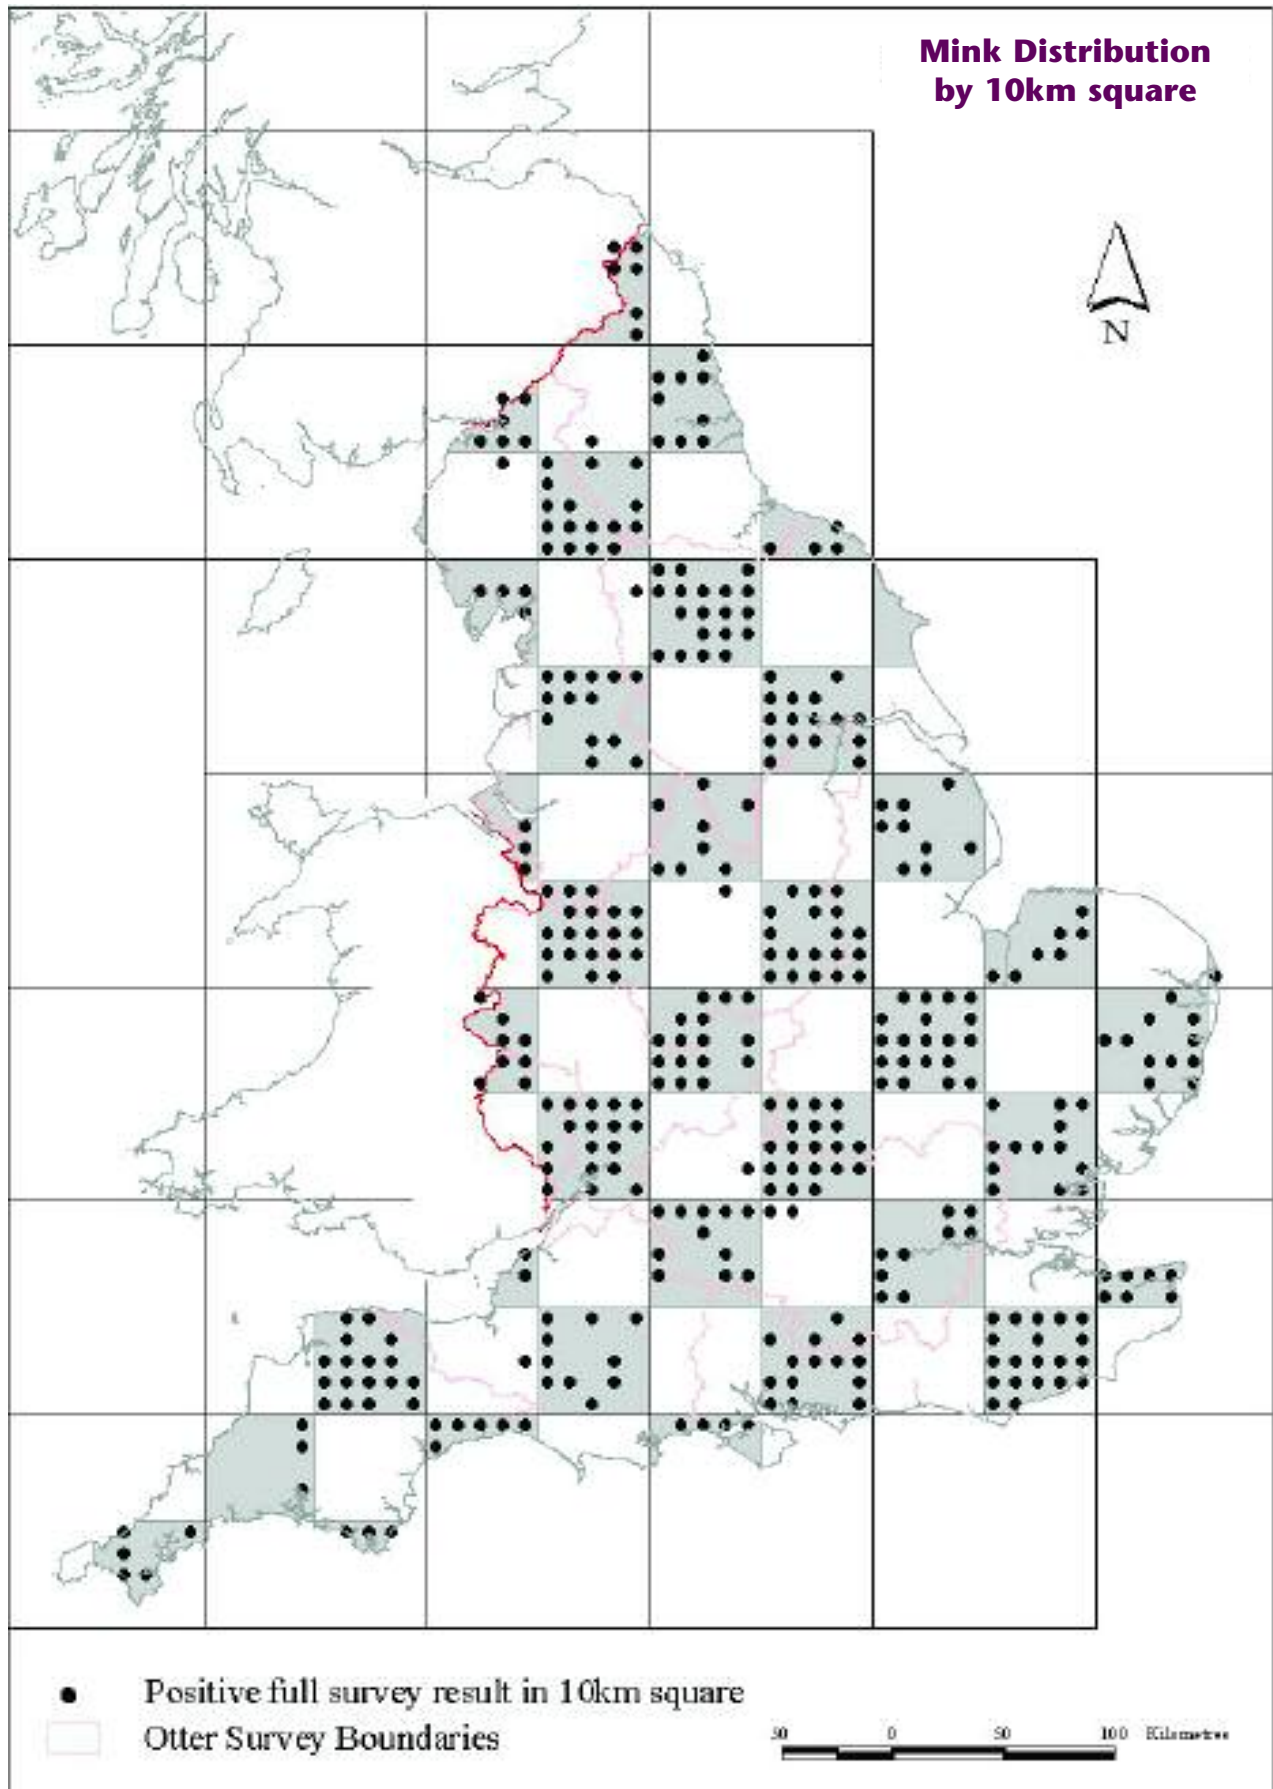 Mink Distribution
by 10km square
N
Positive full survey result in 10km square
Otter Survey Boundaries
50 0 50 100 Kilometres